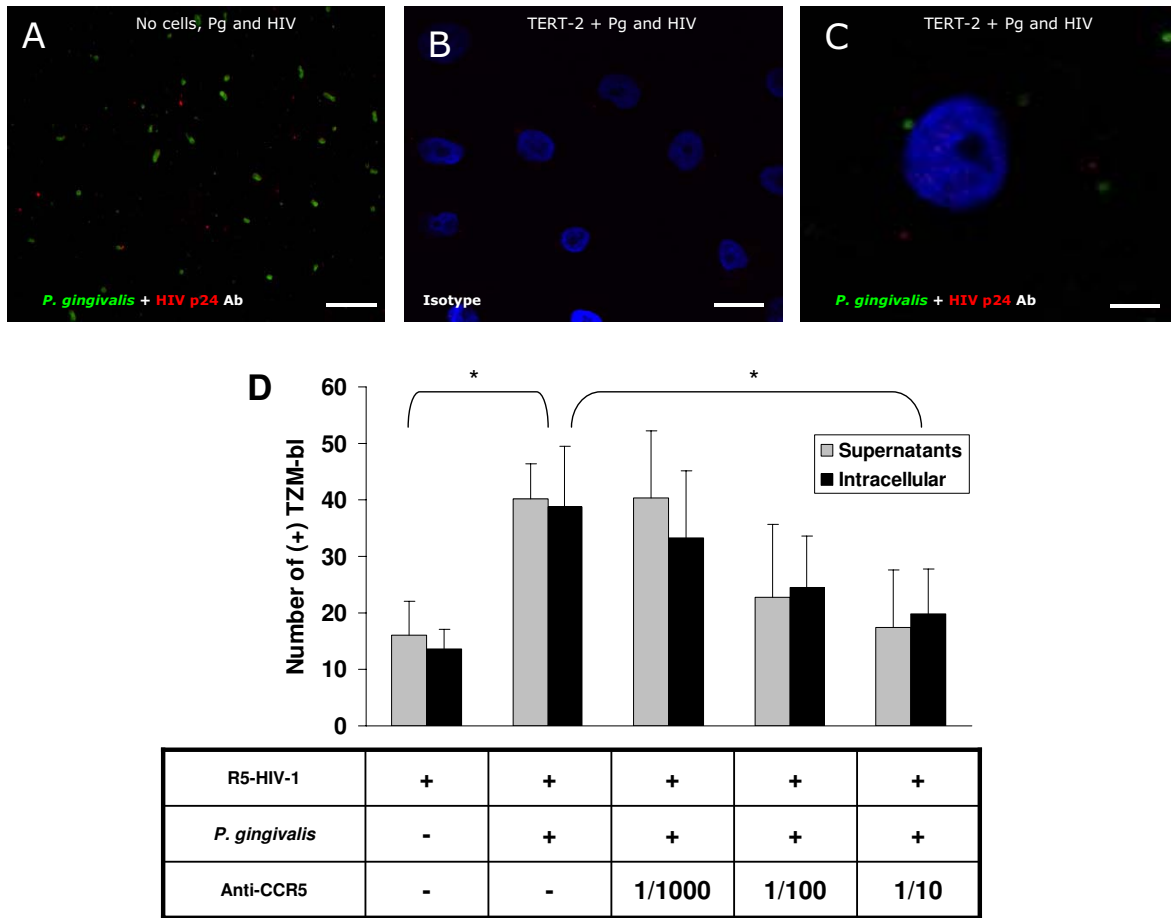 A
No cells, Pg and HIV
P. gingivalis + HIV p24 Ab
B
TERT-2 + Pg and HIV
Isotype
C
TERT-2 + Pg and HIV
P. gingivalis + HIV p24 Ab
D
Number of (+) TZM-bl
60
50
40
30
20
10
0
*
*
Supernatants
Intracellular
R5-HIV-1 + + + + +
P. gingivalis - + + + +
Anti-CCR5 - - 1/1000 1/100 1/10